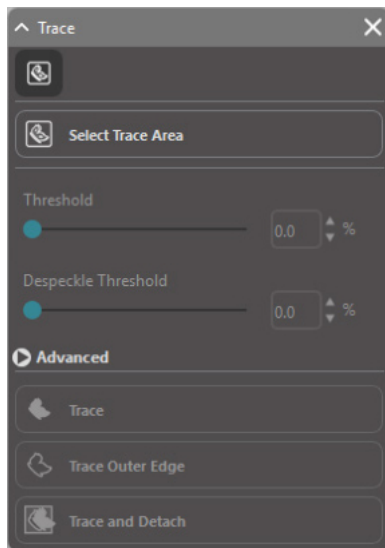 Trace
Select Trace Area
Threshold
0.0 %
Despeckle Threshold
0.0 %
Advanced
Trace
Trace Outer Edge
Trace and Detach